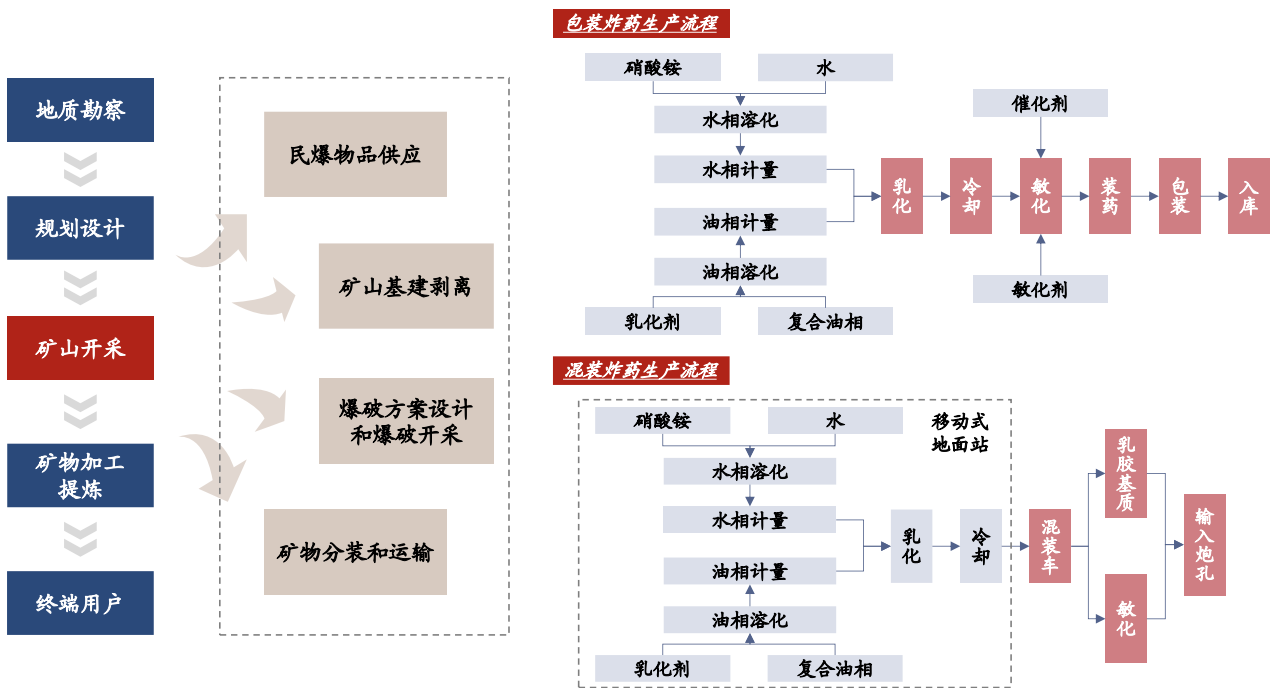 地质勘察
规划设计
矿山开采
矿物加工
提炼
终端用户
民爆物品供应
矿山基建剥离
爆破方案设计
和爆破开采
矿物分装和运输
包装炸药生产流程
硝酸铵
水
水相溶化
水相计量
油相计量
油相溶化
乳化剂
复合油相
乳化
冷却
催化剂
敏化
敏化剂
装药
包装
入库
混装炸药生产流程
移动式
地面站
硝酸铵
水
水相溶化
水相计量
油相计量
油相溶化
乳化剂
复合油相
乳化
冷却
混装车
乳胶基质
敏化
输入炮孔